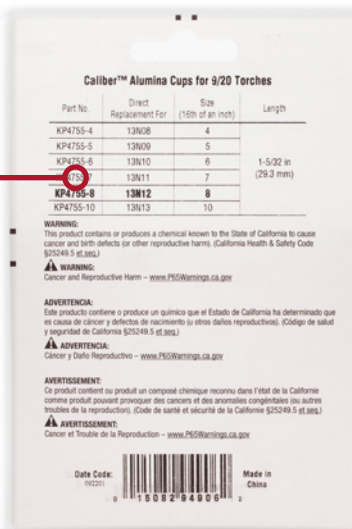 Caliber™ Alumina Cups for 9/20 Torches
Part No. Direct Replacement For Size (16th of an inch) Length
KP4755-4 13N08 4
KP4755-5 13N09 5
KP4755-6 13N10 6 1-5/32 in (29.3 mm)
KP4755-7 13N11 7
KP4755-8 13N12 8
KP4755-10 13N13 10
WARNING:
This product contains or produces a chemical known to the State of California to cause
cancer and birth defects (or other reproductive harm). (California Health & Safety Code
§25249.5 et seq.)
WARNING:
Cancer and Reproductive Harm – www.P65Warnings.ca.gov
ADVERTENCIA:
Este producto contiene o produce un químico que el Estado de California ha determinado que
es causa de cáncer y defectos de nacimiento (u otros daños reproductivos). (Código de salud
y seguridad de California §25249.5 et seq.)
ADVERTENCIA:
Cáncer y Daño Reproductivo – www.P65Warnings.ca.gov
AVERTISSEMENT:
Ce produit contient ou produit un composé chimique reconnu dans l'état de la Californie
comme produit pouvant provoquer des cancers et des anomalies congénitales (ou autres
troubles de la reproduction). (Code de santé et sécurité de la Californie §25249.5 et seq.)
AVERTISSEMENT:
Cancer et Trouble de la Reproduction – www.P65Warnings.ca.gov
Date Code: Made in
092201 China
0 15082 94906 2